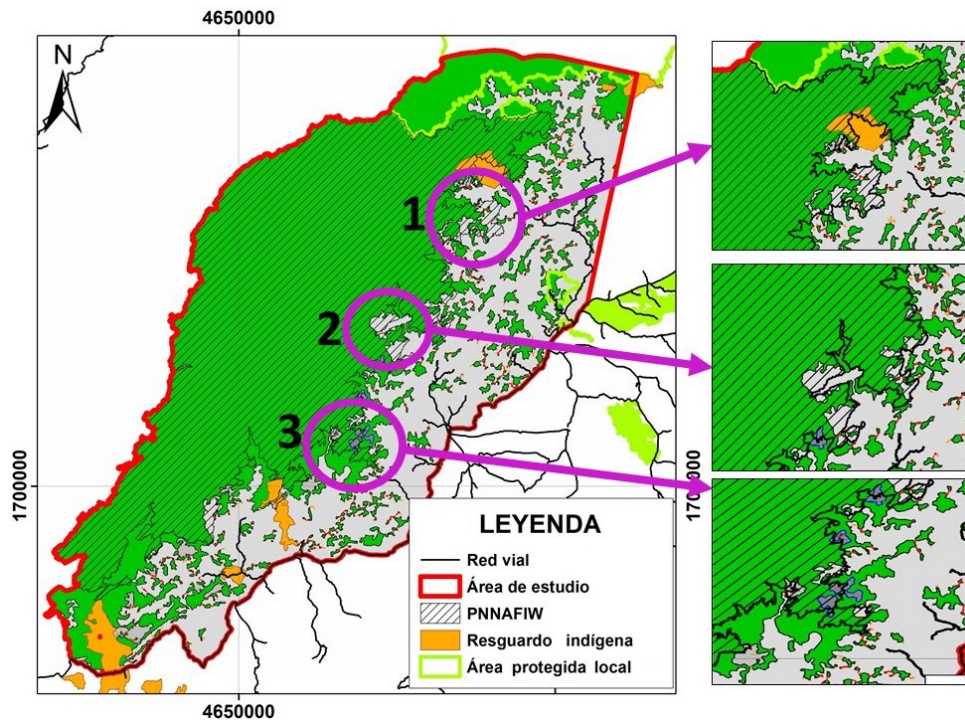 4650000
N
1
2
3
1700000
1700000
LEYENDA
Red vial
Área de estudio
PNNAFIW
Resguardo indígena
Área protegida local
4650000